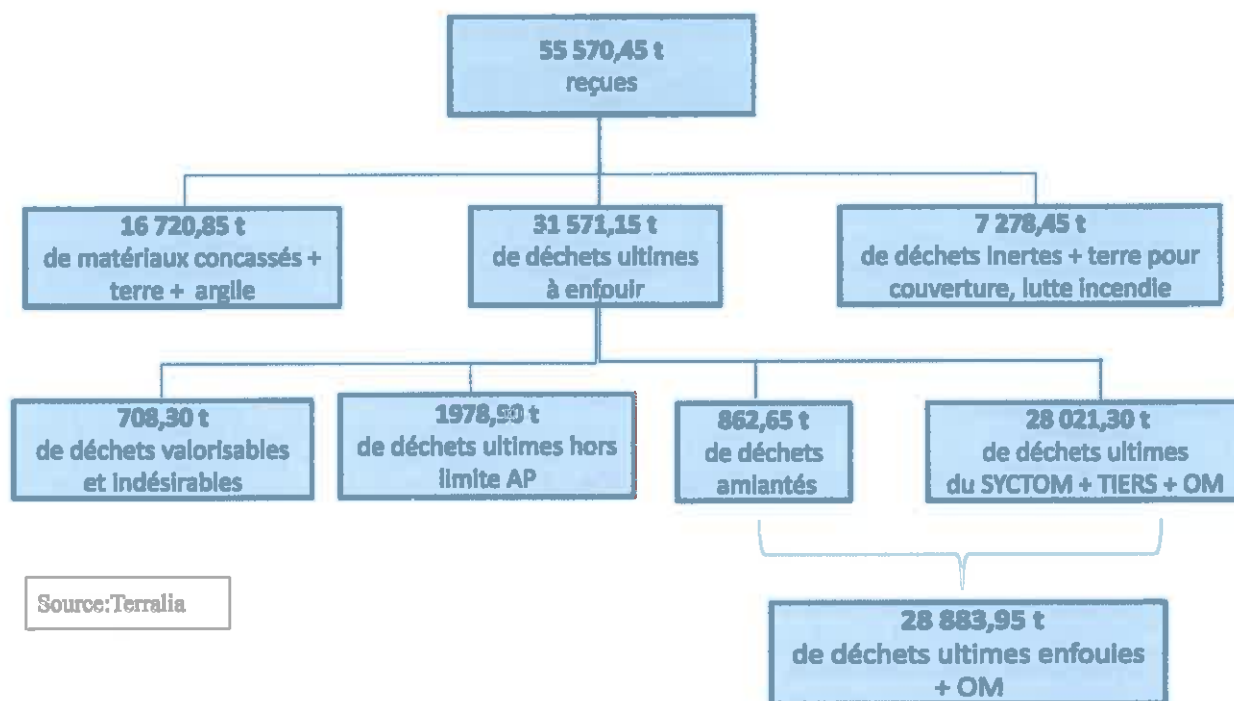 55 570,45 t
reçues
16 720,85 t
de matériaux concassés +
terre + argile
31 571,15 t
de déchets ultimes
à enfouir
7 278,45 t
de déchets inertes + terre pour
couverture, lutte incendie
708,30 t
de déchets valorisables
et indésirables
1978,90 t
de déchets ultimes hors
limite AP
862,65 t
de déchets
amiantés
28 021,30 t
de déchets ultimes
du SYCTOM + TIERS + OM
Source:Terralia
28 883,95 t
de déchets ultimes enfouies
+ OM